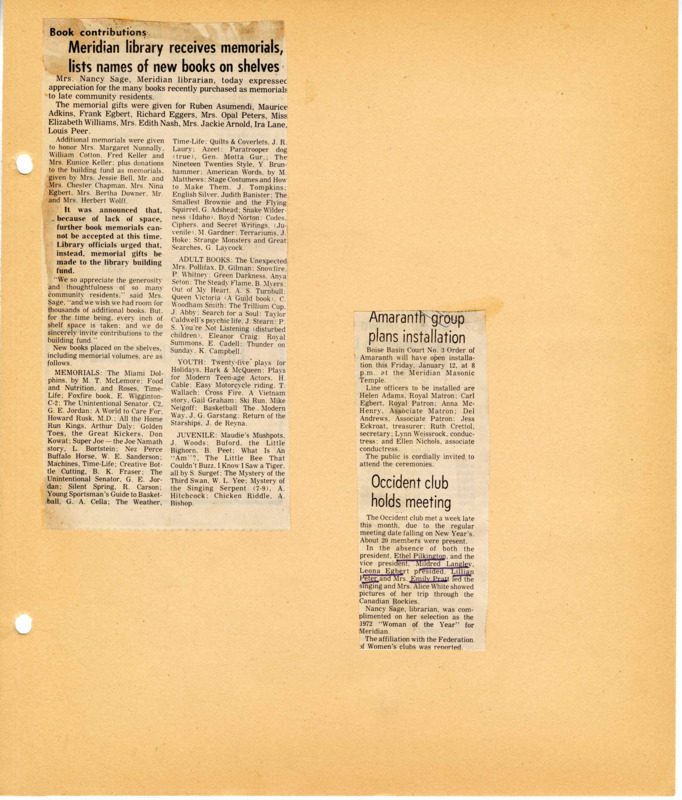 Book contributions
Meridian library receives memorials,
lists names of new books on shelves
Mrs. Nancy Sage, Meridian librarian, today expressed
appreciation for the many books recently purchased as memorials
to late community residents.
The memorial gifts were given for Ruben Asumendi, Maurice
Adkins, Frank Egbert, Richard Eggers, Mrs. Opal Peters, Miss
Elizabeth Williams, Mrs. Edith Nash, Mrs. Jackie Arnold, Ira Lane,
Louis Peer.
Additional memorials were given
to honor Mrs. Margaret Nunnally,
William Cotton, Fred Keller and
Mrs. Eunice Keller; plus donations
to the building fund as memorials,
given by Mrs. Jessie Bell, Mr. and
Mrs. Chester Chapman, Mrs. Nina
Egbert, Mrs. Bertha Downer, Mr.
and Mrs. Herbert Wolff.
It was announced that,
because of lack of space,
further book memorials can-
not be accepted at this time.
Library officials urged that,
instead, memorial gifts be
made to the library building
fund.
"We so appreciate the generosity
and thoughtfulness of so many
community residents," said Mrs.
Sage, "and we wish we had room for
thousands of additional books. But,
for the time being, every inch of
shelf space is taken; and we do
sincerely invite contributions to the
building fund."
New books placed on the shelves,
including memorial volumes, are as
follows:
MEMORIALS: The Miami Dol-
phins, by M. T. McLemore; Food
and Nutrition, and Roses, Time-
Life; Foxfire book, E. Wigginton-
C-2; The Unintentional Senator, C2,
G. E. Jordan; A World to Care For,
Howard Rusk, M.D.; All the Home
Run Kings, Arthur Daly; Golden
Toes, the Great Kickers, Don
Kowat; Super Joe — the Joe Namath
story, L. Bortstein; Nez Perce
Buffalo Horse, W. E. Sanderson;
Machines, Time-Life; Creative Bot-
tle Cutting, B. K. Fraser; The
Unintentional Senator, G. E. Jor-
dan; Silent Spring, R. Carson;
Young Sportsman's Guide to Basket-
ball, G. A. Cella; The Weather,
Time-Life; Quilts & Coverlets, J. R.
Laury; Azeet; Paratrooper dog
(true), Gen. Motta Gur.; The
Nineteen Twenties Style, Y. Brun-
hammer; American Words, by M.
Matthews; Stage Costumes and How
to Make Them, J. Tompkins;
English Silver, Judith Banister; The
Smallest Brownie and the Flying
Squirrel, G. Adshead; Snake Wilder-
ness (Idaho), Boyd Norton; Codes,
Ciphers, and Secret Writings, (Ju-
venile), M. Gardner; Terrariums, J.
Hoke; Strange Monsters and Great
Searches, G. Laycock.
ADULT BOOKS: The Unexpected
Mrs. Pollifax, D. Gilman; Snowfire,
P. Whitney; Green Darkness, Anya
Seton; The Steady Flame, B. Myers;
Out of My Heart, A. S. Turnbull;
Queen Victoria (A Guild book), C.
Woodham Smith; The Trillium Cup,
J. Abby; Search for a Soul; Taylor
Caldwell's psychic life, J. Stearn; P.
S. You're Not Listening (disturbed
children), Eleanor Craig; Royal
Summons, E. Cadell; Thunder on
Sunday, K. Campbell.
YOUTH: Twenty-five plays for
Holidays, Hark & McQueen; Plays
for Modern Teen-age Actors, H.
Cable; Easy Motorcycle riding, T.
Wallach; Cross Fire, A Vietnam
story, Gail Graham; Ski Run, Mike
Neigoff; Basketball The Modern
Way, J. G. Garstang; Return of the
Starships, J. de Reyna.
JUVENILE: Maudie's Mushpots,
J. Woods; Buford, the Little
Bighorn, B. Peet; What Is An
"Am"?, The Little Bee That
Couldn't Buzz, I Know I Saw a Tiger,
all by S. Surget; The Mystery of the
Third Swan, W. L. Yee; Mystery of
the Singing Serpent (7-9), A.
Hitchcock; Chicken Riddle, A.
Bishop.
Amaranth group
plans installation
Boise Basin Court No. 3 Order of
Amaranth will have open installa-
tion this Friday, January 12, at 8
p.m. at the Meridian Masonic
Temple.
Line officers to be installed are
Helen Adams, Royal Matron; Carl
Egbert, Royal Patron; Anna Mc-
Henry, Associate Matron; Del
Andrews, Associate Patron; Jess
Eckroat, treasurer; Ruth Crettol,
secretary; Lynn Weissrock, conduc-
tress; and Ellen Nichols, associate
conductress.
The public is cordially invited to
attend the ceremonies.
Occident club
holds meeting
The Occident club met a week late
this month, due to the regular
meeting date falling on New Year's.
About 20 members were present.
In the absence of both the
president, Ethel Pilkington, and the
vice president, Mildred Langley,
Leona Egbert presided. Lillian
Peter and Mrs. Emily Pratt led the
singing and Mrs. Alice White showed
pictures of her trip through the
Canadian Rockies.
Nancy Sage, librarian, was com-
plimented on her selection as the
1972 "Woman of the Year" for
Meridian.
The affiliation with the Federation
of Women's clubs was reported.